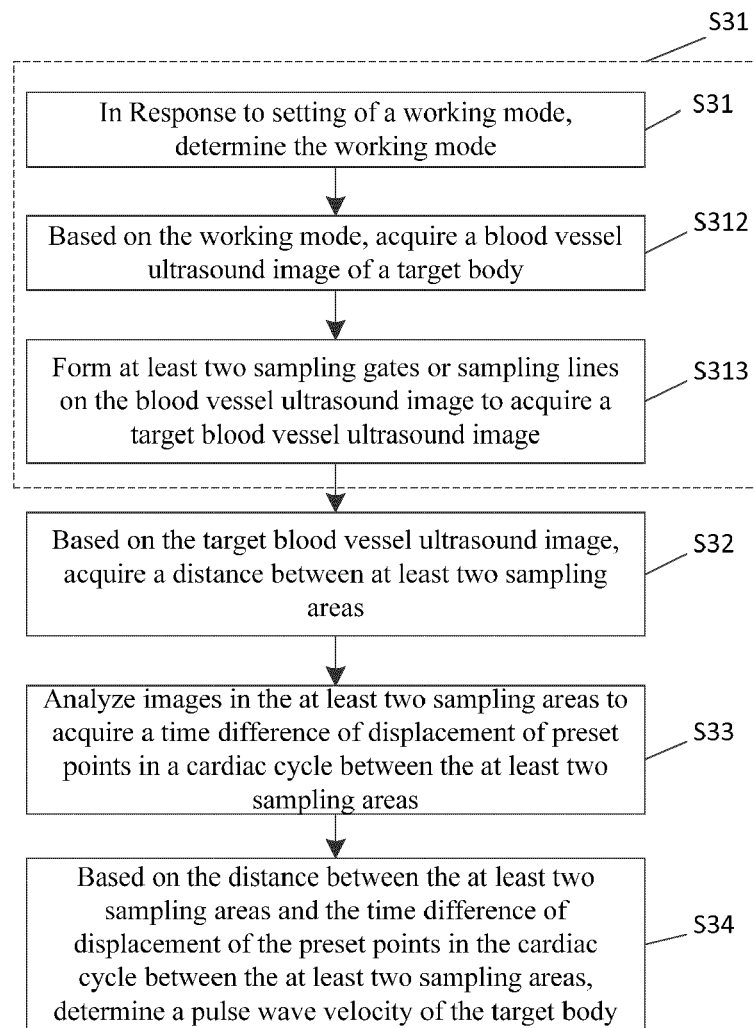 S31
In Response to setting of a working mode,
determine the working mode
S31
Based on the working mode, acquire a blood vessel
ultrasound image of a target body
S312
Form at least two sampling gates or sampling lines
on the blood vessel ultrasound image to acquire a
target blood vessel ultrasound image
S313
Based on the target blood vessel ultrasound image,
acquire a distance between at least two sampling
areas
S32
Analyze images in the at least two sampling areas to
acquire a time difference of displacement of preset
points in a cardiac cycle between the at least two
sampling areas
S33
Based on the distance between the at least two
sampling areas and the time difference of
displacement of the preset points in the cardiac
cycle between the at least two sampling areas,
determine a pulse wave velocity of the target body
S34